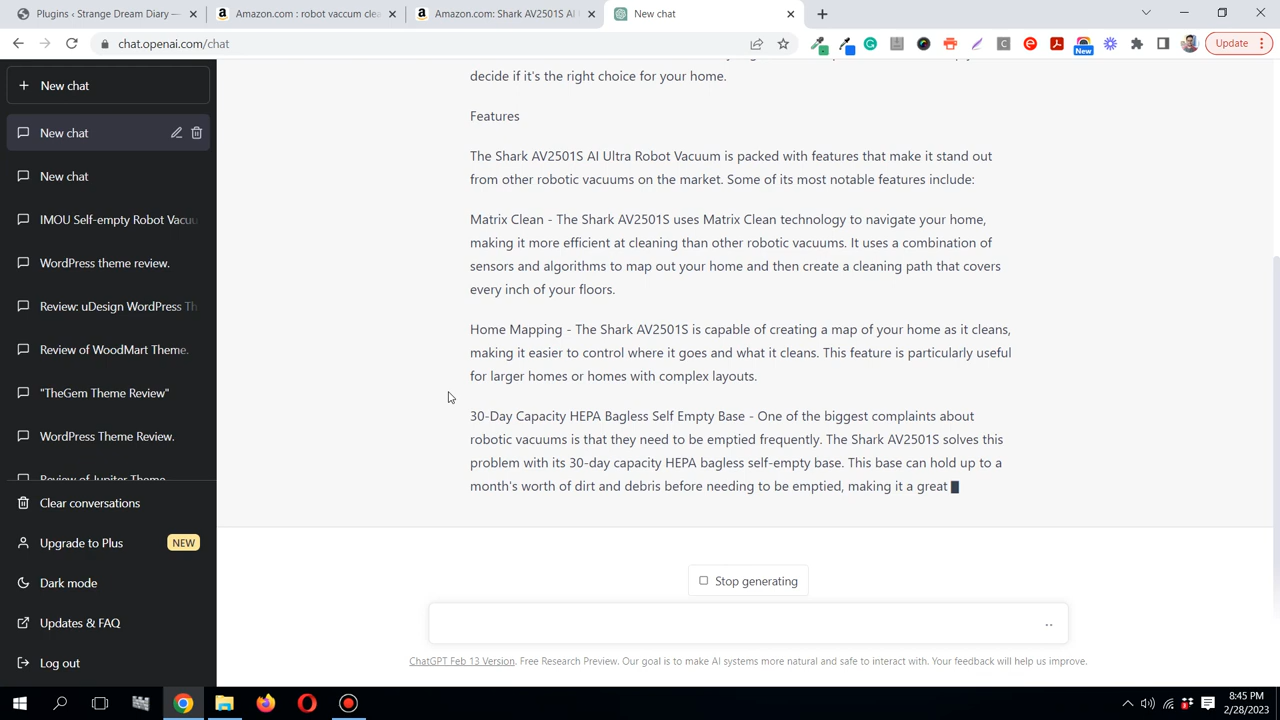 Plugins ‹ Strange Dream Diary —
Amazon.com : robot vaccum clea
Amazon.com: Shark AV2501S AI U
New chat
chat.openai.com/chat
New
Update
New chat
New chat
New chat
IMOU Self-empty Robot Vacuu
WordPress theme review.
Review: uDesign WordPress Th
Review of WoodMart Theme.
"TheGem Theme Review"
WordPress Theme Review.
Review of Jupiter Theme
Clear conversations
Upgrade to Plus
NEW
Dark mode
Updates & FAQ
Log out
decide if it's the right choice for your home.
Features
The Shark AV2501S AI Ultra Robot Vacuum is packed with features that make it stand out
from other robotic vacuums on the market. Some of its most notable features include:
Matrix Clean - The Shark AV2501S uses Matrix Clean technology to navigate your home,
making it more efficient at cleaning than other robotic vacuums. It uses a combination of
sensors and algorithms to map out your home and then create a cleaning path that covers
every inch of your floors.
Home Mapping - The Shark AV2501S is capable of creating a map of your home as it cleans,
making it easier to control where it goes and what it cleans. This feature is particularly useful
for larger homes or homes with complex layouts.
30-Day Capacity HEPA Bagless Self Empty Base - One of the biggest complaints about
robotic vacuums is that they need to be emptied frequently. The Shark AV2501S solves this
problem with its 30-day capacity HEPA bagless self-empty base. This base can hold up to a
month's worth of dirt and debris before needing to be emptied, making it a great
Stop generating
ChatGPT Feb 13 Version. Free Research Preview. Our goal is to make AI systems more natural and safe to interact with. Your feedback will help us improve.
8:45 PM
2/28/2023